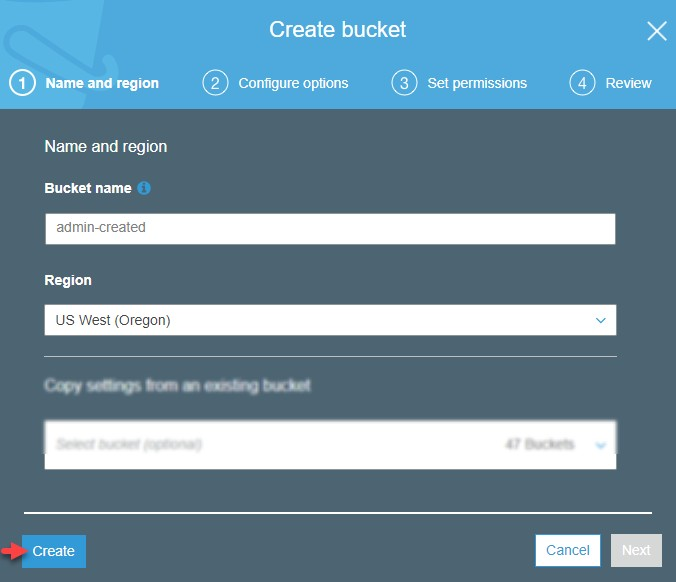 Create bucket
1 Name and region 2 Configure options 3 Set permissions 4 Review
Name and region
Bucket name
admin-created
Region
US West (Oregon)
Copy settings from an existing bucket
Select bucket (optional) 47 Buckets
Create Cancel Next